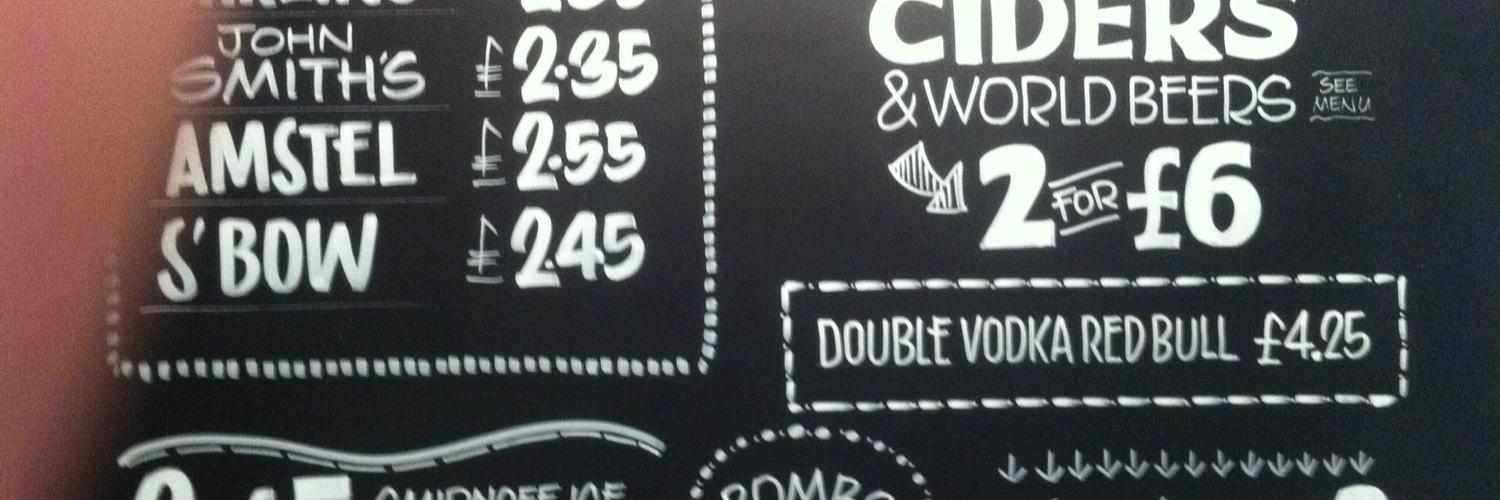 JOHN
SMITH'S £2.35
AMSTEL £2.55
S'BOW £2.45
CIDERS
& WORLD BEERS SEE MENU
2 FOR £6
DOUBLE VODKA RED BULL £4.25